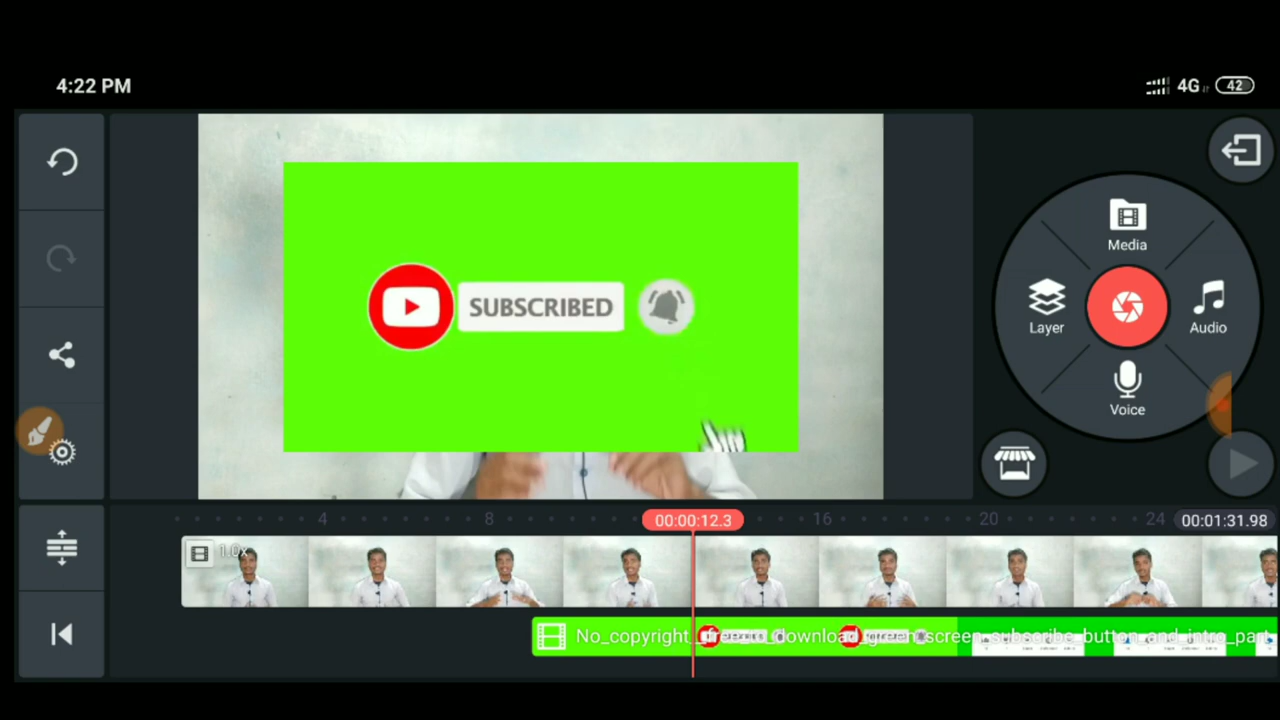 4:22 PM
4G
42
Media
SUBSCRIBED
Layer
Audio
Voice
4
8
00:00:12.3
16
20
24
00:01:31.98
1.0x
No_copyright_green_download_green_screen_subscribe_button_and_intro_part